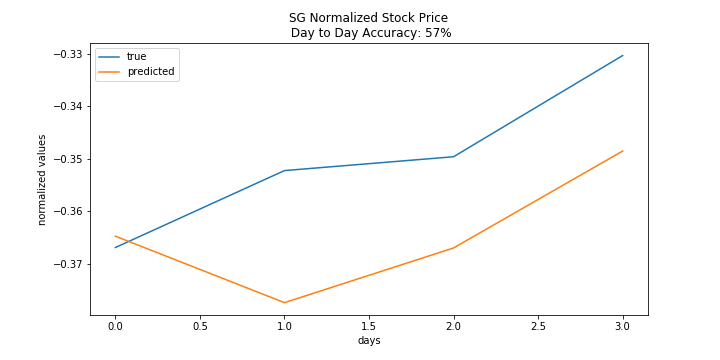 SG Normalized Stock Price
Day to Day Accuracy: 57%
true
predicted
normalized values
−0.33
−0.34
−0.35
−0.36
−0.37
0.0 0.5 1.0 1.5 2.0 2.5 3.0
days